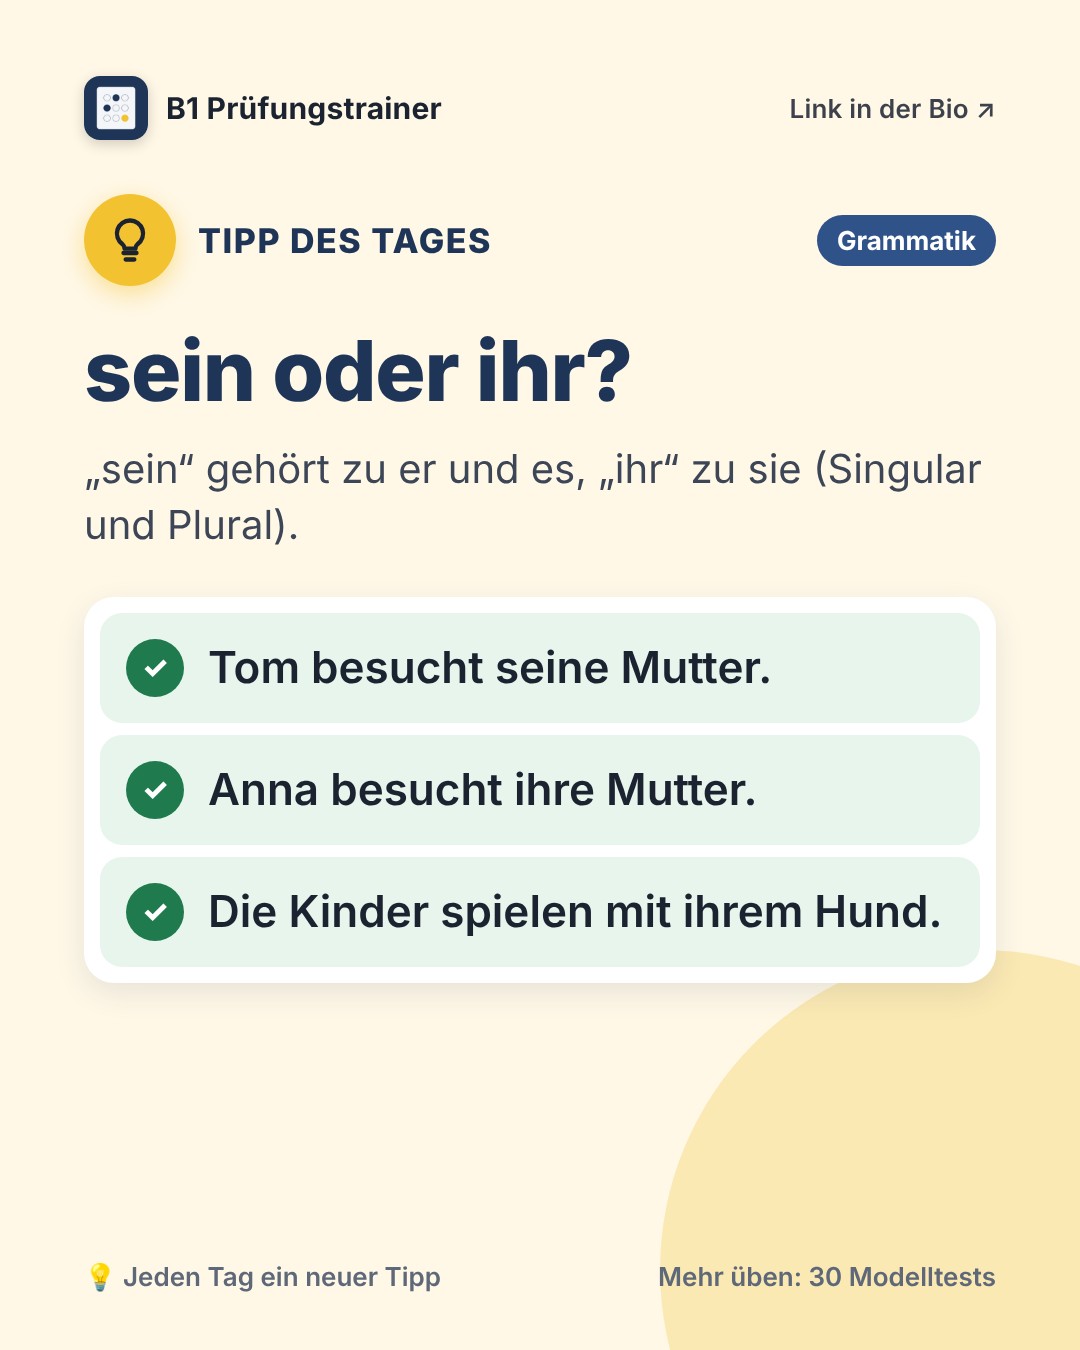 B1 Prüfungstrainer
Link in der Bio ↗
TIPP DES TAGES
Grammatik
sein oder ihr?
„sein“ gehört zu er und es, „ihr“ zu sie (Singular
und Plural).
Tom besucht seine Mutter.
Anna besucht ihre Mutter.
Die Kinder spielen mit ihrem Hund.
💡 Jeden Tag ein neuer Tipp
Mehr üben: 30 Modelltests